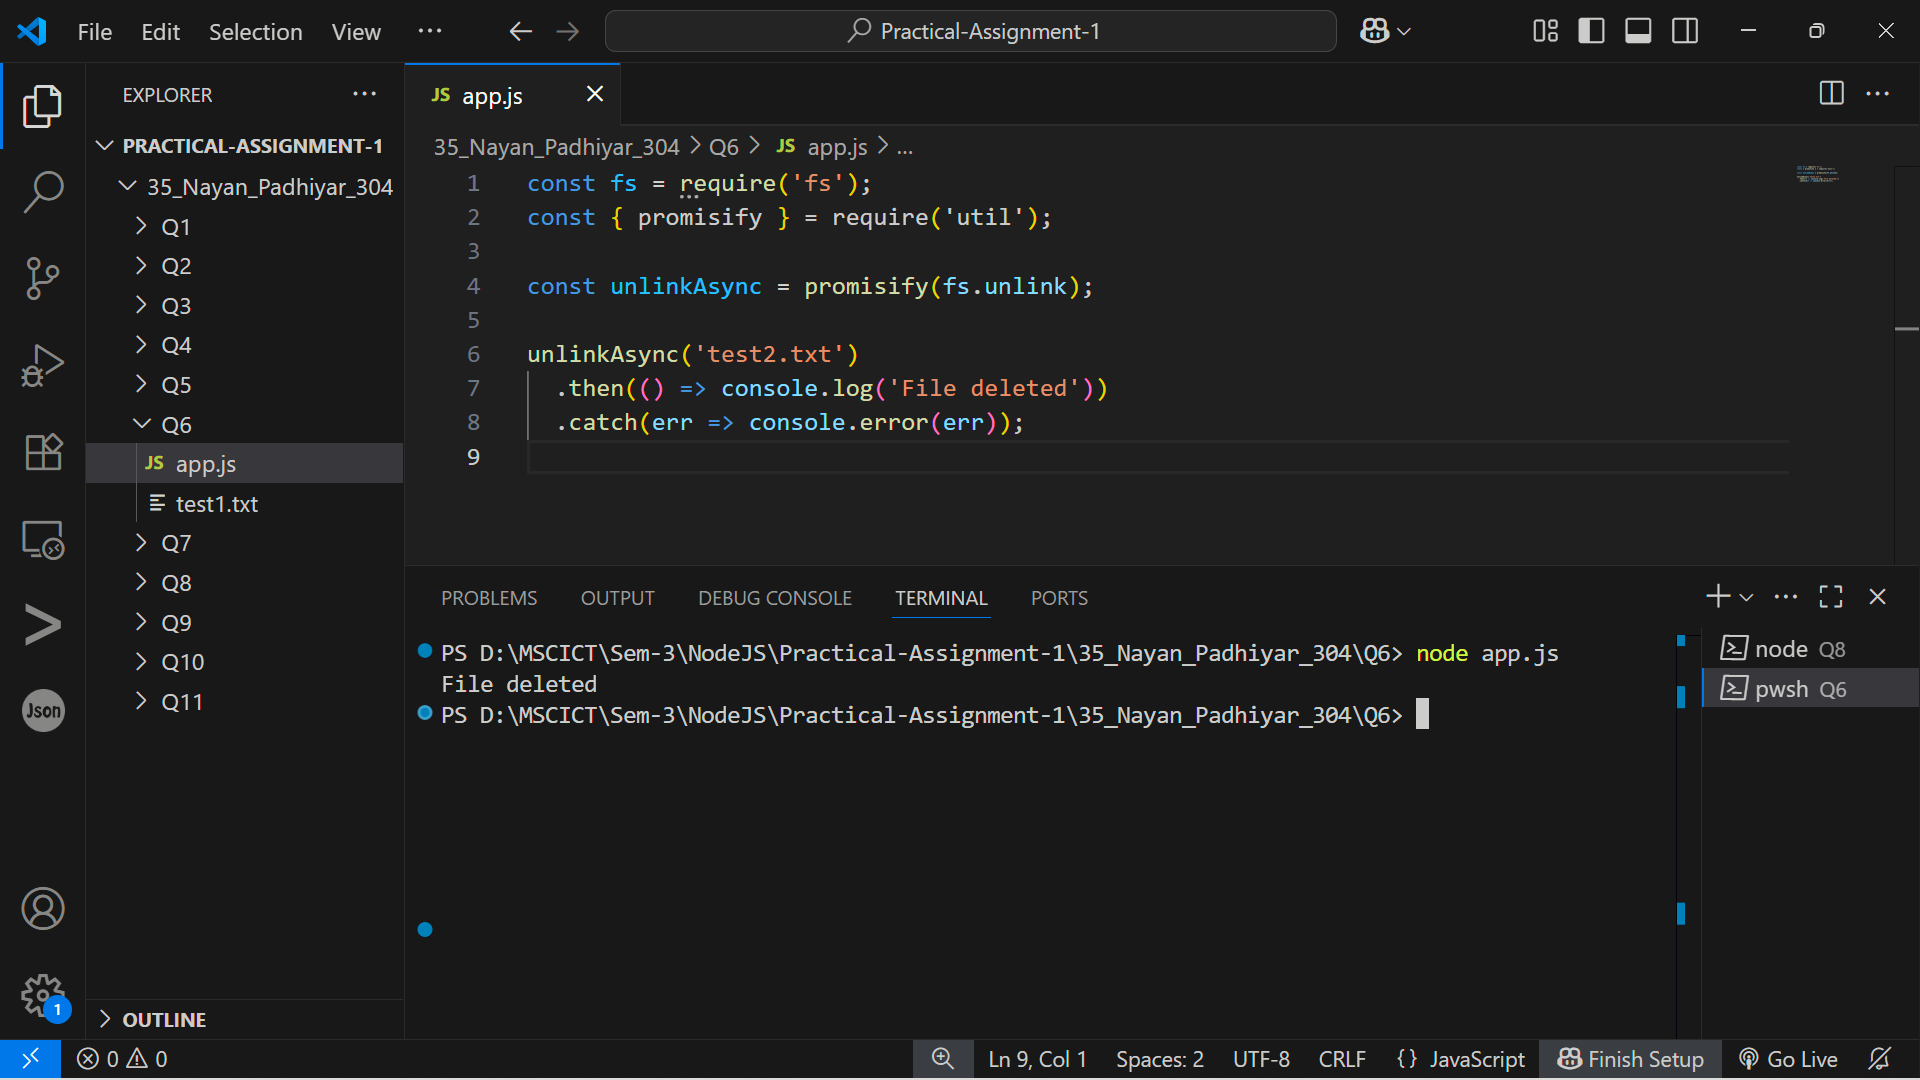 File Edit Selection View ... Practical-Assignment-1
EXPLORER ...
PRACTICAL-ASSIGNMENT-1
35_Nayan_Padhiyar_304
Q1
Q2
Q3
Q4
Q5
Q6
JS app.js
test1.txt
Q7
Q8
Q9
Q10
Q11
OUTLINE
JS app.js
35_Nayan_Padhiyar_304 > Q6 > JS app.js > ...
1 const fs = require('fs');
2 const { promisify } = require('util');
3
4 const unlinkAsync = promisify(fs.unlink);
5
6 unlinkAsync('test2.txt')
7 .then(() => console.log('File deleted'))
8 .catch(err => console.error(err));
9
PROBLEMS OUTPUT DEBUG CONSOLE TERMINAL PORTS
PS D:\MSCICT\Sem-3\NodeJS\Practical-Assignment-1\35_Nayan_Padhiyar_304\Q6> node app.js
File deleted
PS D:\MSCICT\Sem-3\NodeJS\Practical-Assignment-1\35_Nayan_Padhiyar_304\Q6>
node Q8
pwsh Q6
Json
1
0 0 Ln 9, Col 1 Spaces: 2 UTF-8 CRLF {} JavaScript Finish Setup Go Live